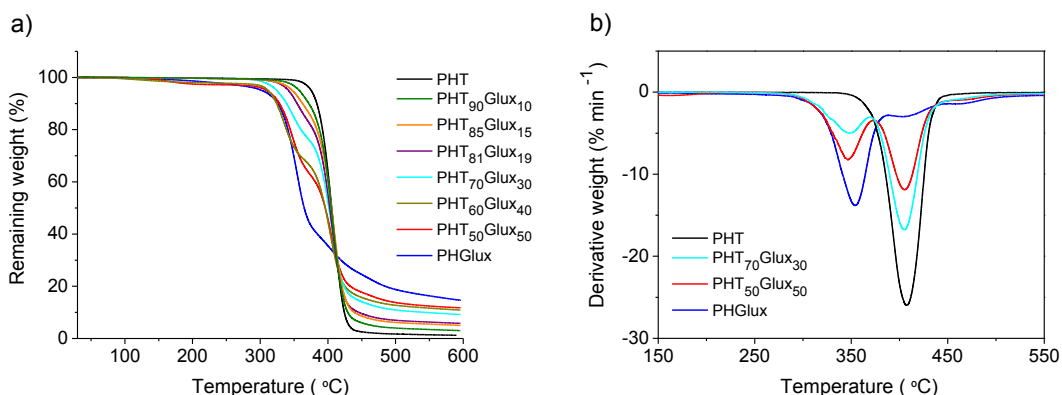 a)
100
80
60
40
20
0
Remaining weight (%)
100 200 300 400 500 600
Temperature ( °C)
PHT
PHT90Glux10
PHT85Glux15
PHT81Glux19
PHT70Glux30
PHT60Glux40
PHT50Glux50
PHGlux
b)
0
-10
-20
-30
Derivative weight (% min -1)
150 250 350 450 550
Temperature ( °C)
PHT
PHT70Glux30
PHT50Glux50
PHGlux